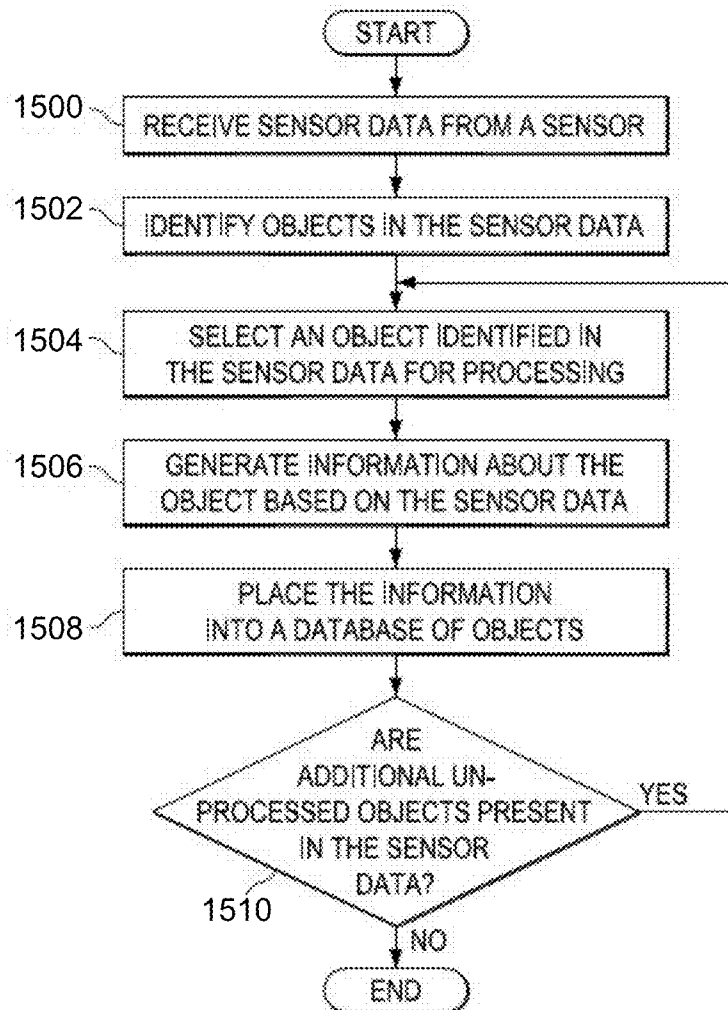 START
1500
RECEIVE SENSOR DATA FROM A SENSOR
1502
IDENTIFY OBJECTS IN THE SENSOR DATA
1504
SELECT AN OBJECT IDENTIFIED IN
THE SENSOR DATA FOR PROCESSING
1506
GENERATE INFORMATION ABOUT THE
OBJECT BASED ON THE SENSOR DATA
1508
PLACE THE INFORMATION
INTO A DATABASE OF OBJECTS
ARE
ADDITIONAL UN-
PROCESSED OBJECTS PRESENT
IN THE SENSOR
DATA?
YES
1510
NO
END